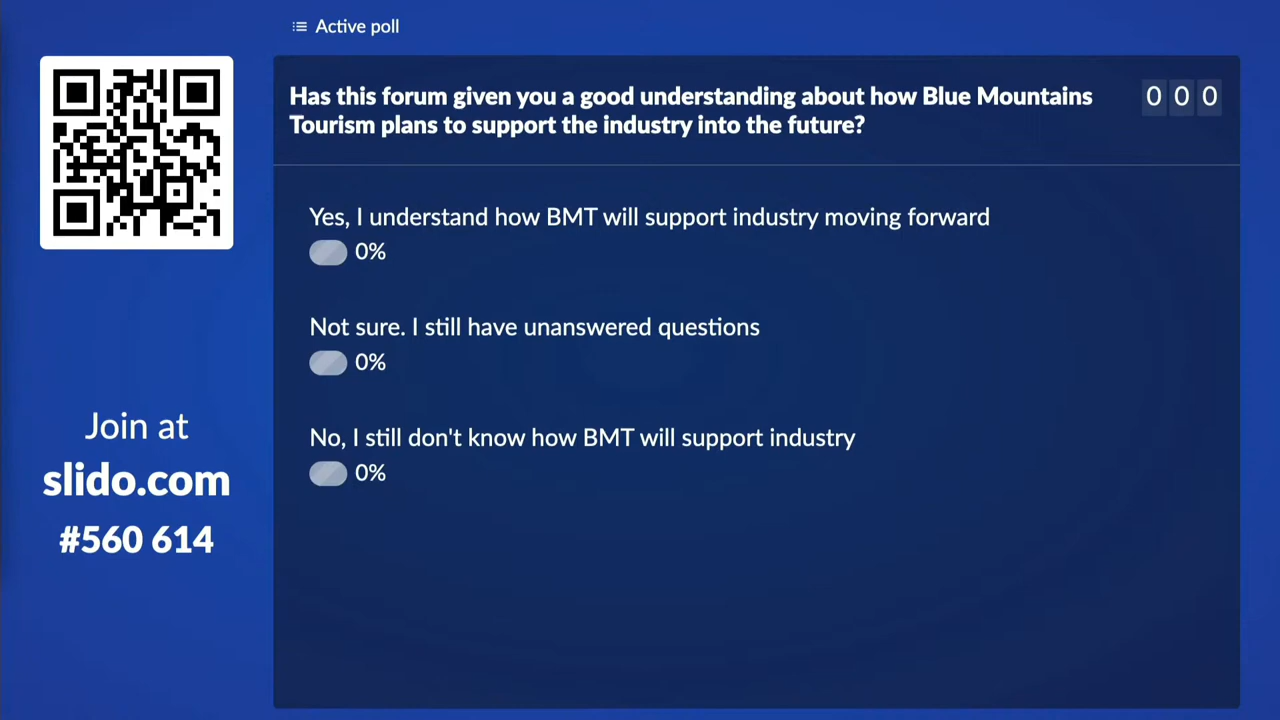 Active poll
Has this forum given you a good understanding about how Blue Mountains
Tourism plans to support the industry into the future?
0 0 0
Yes, I understand how BMT will support industry moving forward
0%
Not sure. I still have unanswered questions
0%
No, I still don't know how BMT will support industry
0%
Join at
slido.com
#560 614